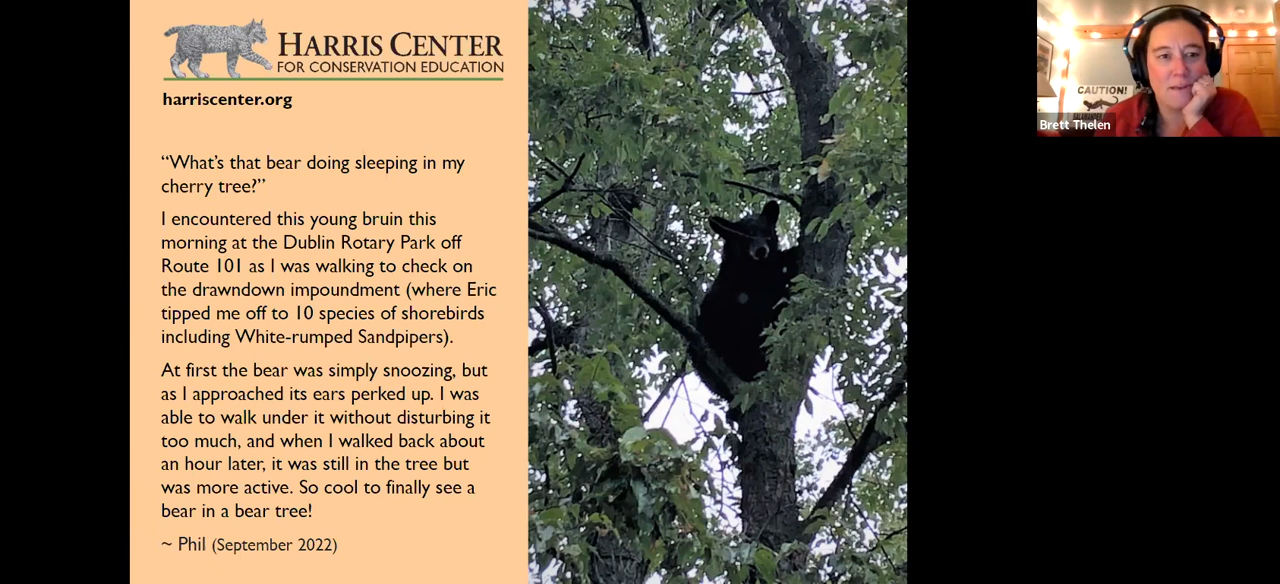 HARRIS CENTER
FOR CONSERVATION EDUCATION
harriscenter.org
“What’s that bear doing sleeping in my
cherry tree?”
I encountered this young bruin this
morning at the Dublin Rotary Park off
Route 101 as I was walking to check on
the drawndown impoundment (where Eric
tipped me off to 10 species of shorebirds
including White-rumped Sandpipers).
At first the bear was simply snoozing, but
as I approached its ears perked up. I was
able to walk under it without disturbing it
too much, and when I walked back about
an hour later, it was still in the tree but
was more active. So cool to finally see a
bear in a bear tree!
~ Phil (September 2022)
CAUTION!
Brett Thelen